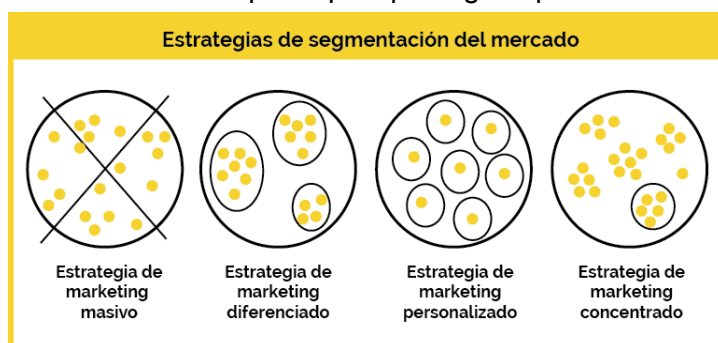 Estrategias de segmentación del mercado
Estrategia de
marketing
masivo
Estrategia de
marketing
diferenciado
Estrategia de
marketing
personalizado
Estrategia de
marketing
concentrado